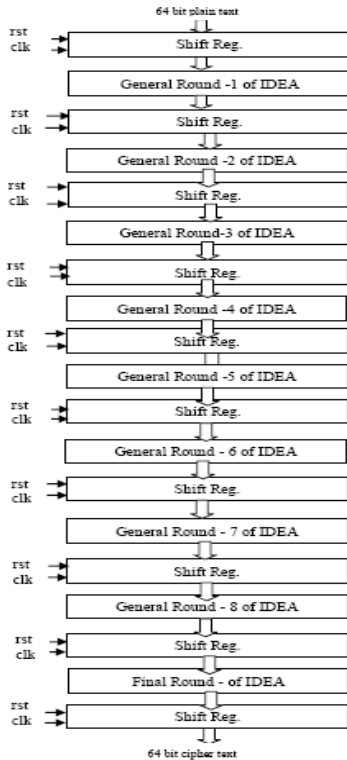 64 bit plain text
rst
clk
Shift Reg.
General Round -1 of IDEA
rst
clk
Shift Reg.
General Round -2 of IDEA
rst
clk
Shift Reg.
General Round-3 of IDEA
rst
clk
Shift Reg.
General Round -4 of IDEA
rst
clk
Shift Reg.
General Round -5 of IDEA
rst
clk
Shift Reg.
General Round - 6 of IDEA
rst
clk
Shift Reg.
General Round - 7 of IDEA
rst
clk
Shift Reg.
General Round - 8 of IDEA
rst
clk
Shift Reg.
Final Round - of IDEA
rst
clk
Shift Reg.
64 bit cipher text